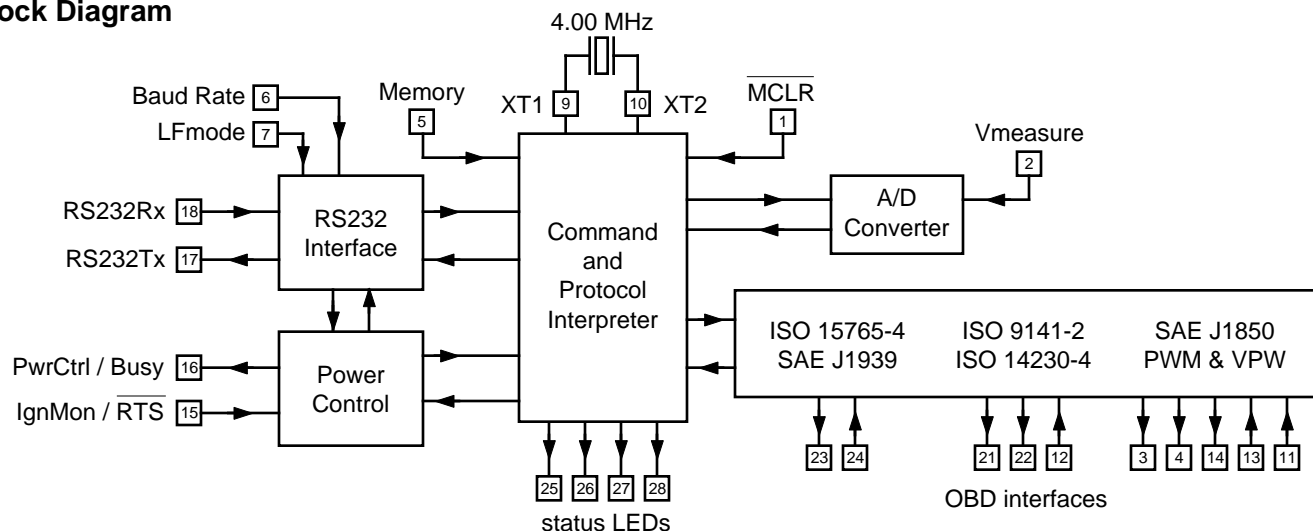 ock Diagram
4.00 MHz
Baud Rate 6
LFmode 7
Memory
5
XT1 9
10 XT2
MCLR
1
Vmeasure
2
RS232Rx 18
RS232Tx 17
RS232
Interface
Command
and
Protocol
Interpreter
A/D
Converter
PwrCtrl / Busy 16
IgnMon / RTS 15
Power
Control
ISO 15765-4
SAE J1939
ISO 9141-2
ISO 14230-4
SAE J1850
PWM & VPW
23 24 21 22 12 3 4 14 13 11
OBD interfaces
25 26 27 28
status LEDs